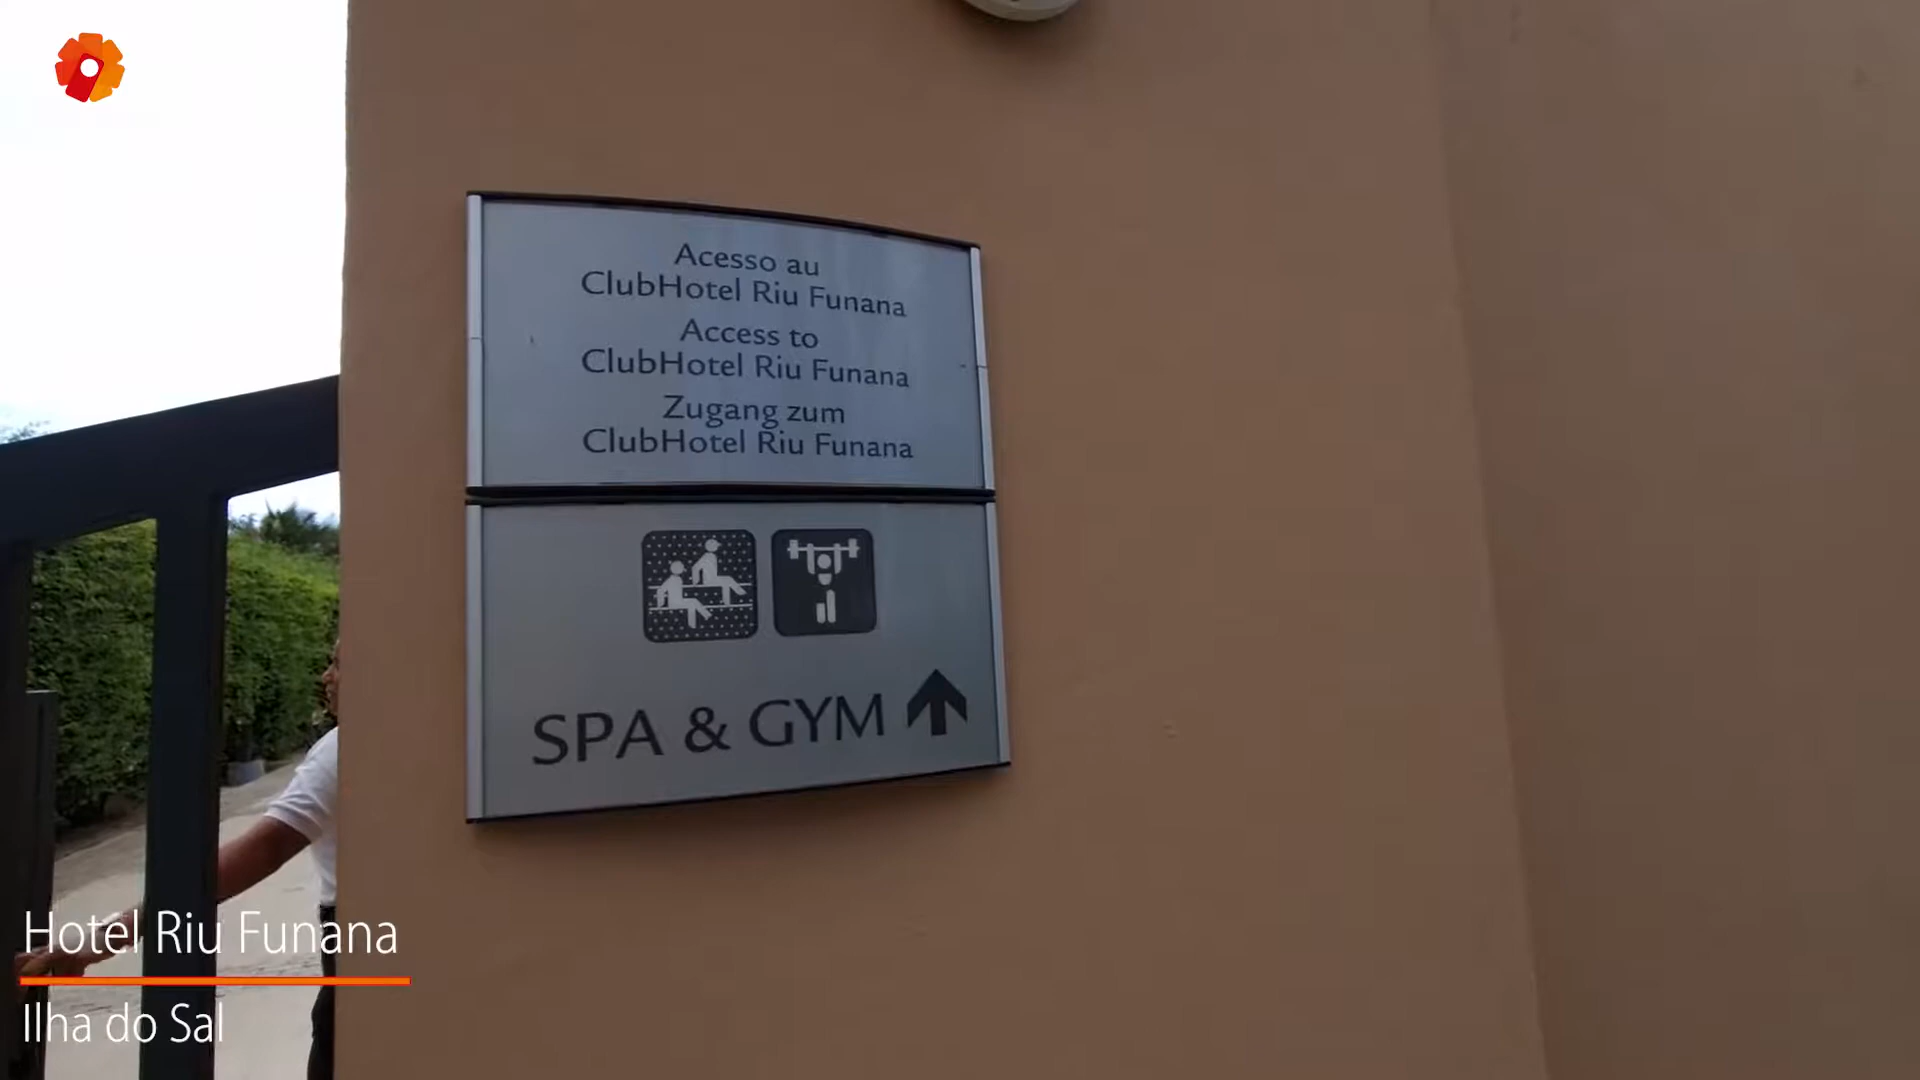 Acesso au
ClubHotel Riu Funana
Access to
ClubHotel Riu Funana
Zugang zum
ClubHotel Riu Funana
SPA & GYM
Hotel Riu Funana
Ilha do Sal